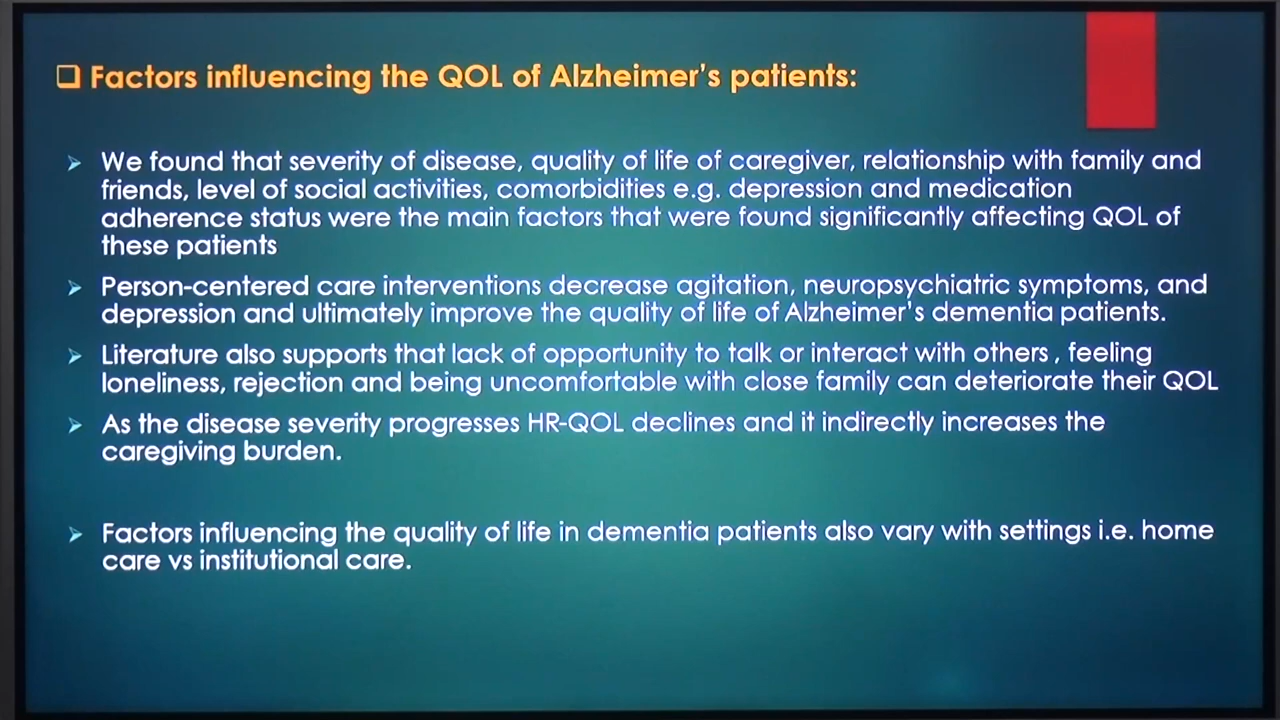 ❑ Factors influencing the QOL of Alzheimer's patients:
➢ We found that severity of disease, quality of life of caregiver, relationship with family and
friends, level of social activities, comorbidities e.g. depression and medication
adherence status were the main factors that were found significantly affecting QOL of
these patients
➢ Person-centered care interventions decrease agitation, neuropsychiatric symptoms, and
depression and ultimately improve the quality of life of Alzheimer's dementia patients.
➢ Literature also supports that lack of opportunity to talk or interact with others , feeling
loneliness, rejection and being uncomfortable with close family can deteriorate their QOL
➢ As the disease severity progresses HR-QOL declines and it indirectly increases the
caregiving burden.
➢ Factors influencing the quality of life in dementia patients also vary with settings i.e. home
care vs institutional care.